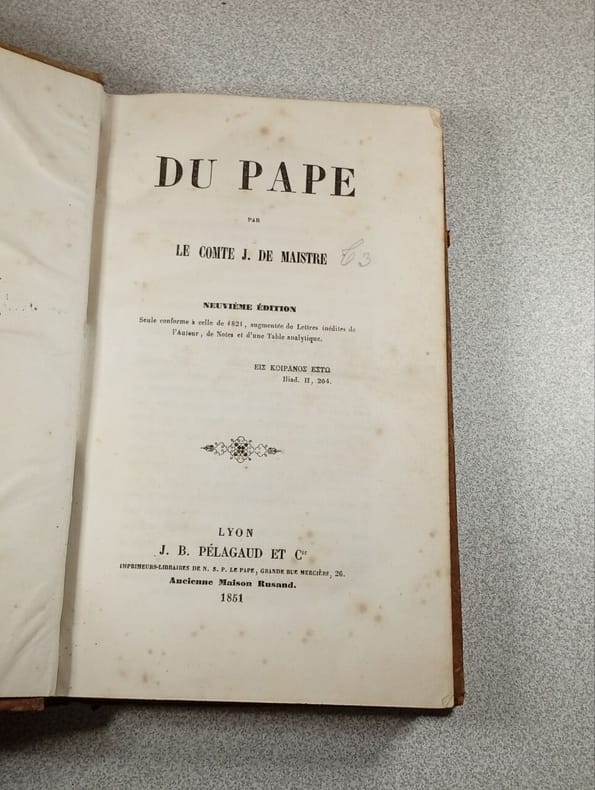 DU PAPE
PAR
LE COMTE J. DE MAISTRE
NEUVIÈME ÉDITION
Seule conforme à celle de 1821, augmentée de Lettres inédites de
l'Auteur, de Notes et d'une Table analytique.
ΕΙΣ ΚΟΙΡΑΝΟΣ ΕΣΤΩ
Iliad. II, 204.
LYON
J. B. PÉLAGAUD ET Cie
IMPRIMEURS-LIBRAIRES DE N. S. P. LE PAPE, GRANDE RUE MERCIÈRE, 26.
Ancienne Maison Rusand.
1851